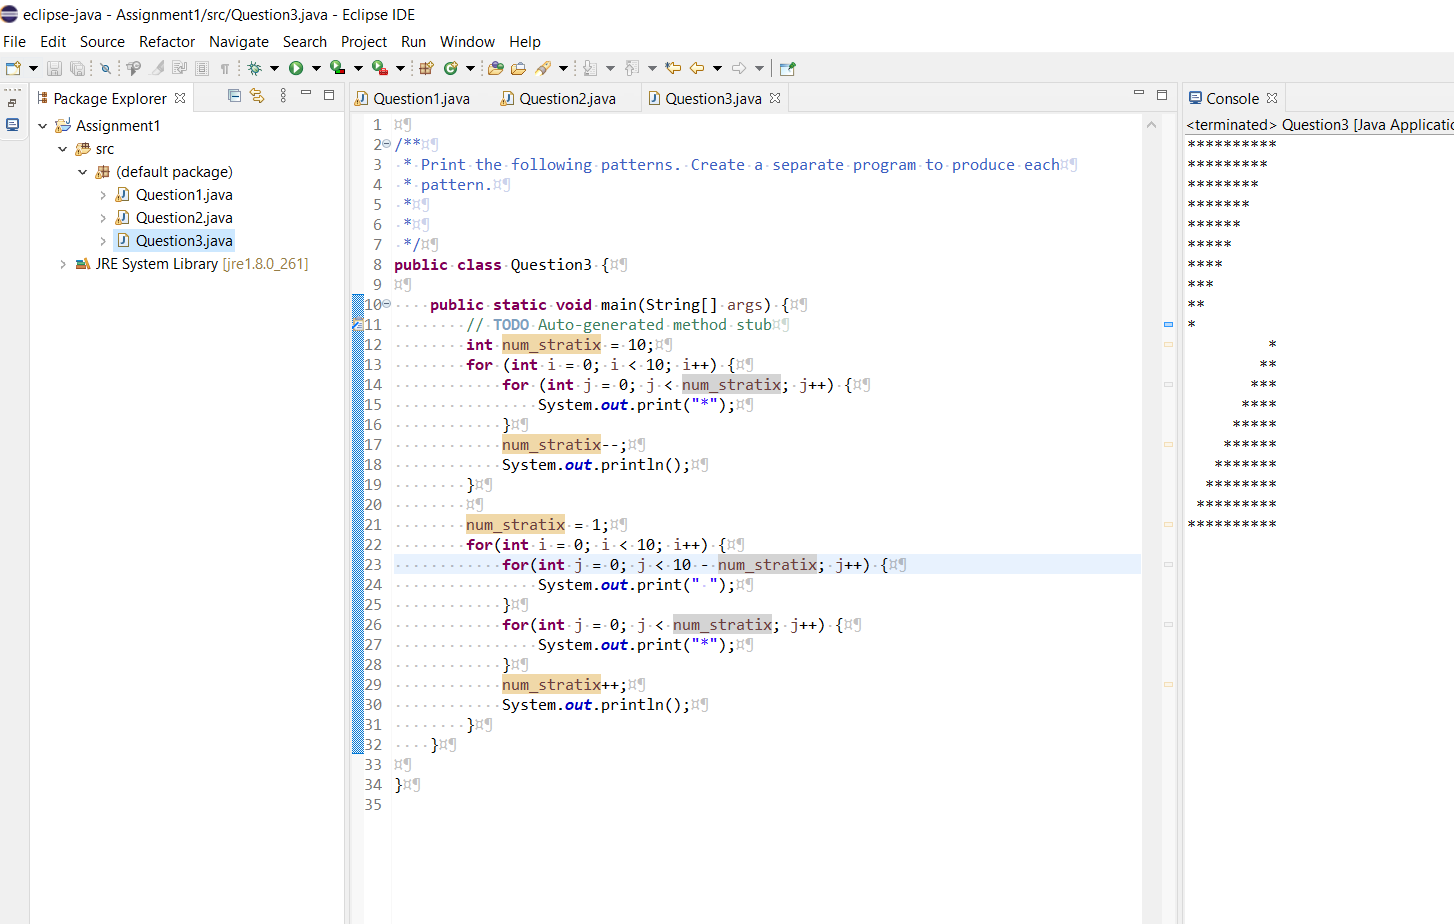 eclipse-java - Assignment1/src/Question3.java - Eclipse IDE
File Edit Source Refactor Navigate Search Project Run Window Help
Package Explorer
Assignment1
src
(default package)
Question1.java
Question2.java
Question3.java
JRE System Library [jre1.8.0_261]
Question1.java Question2.java Question3.java
1 ¤¶
2 /**¤¶
3 ·*·Print·the·following·patterns.·Create·a·separate·program·to·produce·each¤¶
4 ·*·pattern.¤¶
5 ·*¤¶
6 ·*¤¶
7 ·*/¤¶
8 public·class·Question3·{¤¶
9 ¤¶
10 ····public·static·void·main(String[]·args)·{¤¶
11 ········//·TODO·Auto-generated·method·stub¤¶
12 ········int·num_stratix·=·10;¤¶
13 ········for·(int·i·=·0;·i·<·10;·i++)·{¤¶
14 ············for·(int·j·=·0;·j·<·num_stratix;·j++)·{¤¶
15 ················System.out.print("*");¤¶
16 ············}¤¶
17 ············num_stratix--;¤¶
18 ············System.out.println();¤¶
19 ········}¤¶
20 ········¤¶
21 ········num_stratix·=·1;¤¶
22 ········for(int·i·=·0;·i·<·10;·i++)·{¤¶
23 ············for(int·j·=·0;·j·<·10·-·num_stratix;·j++)·{¤¶
24 ················System.out.print("·");¤¶
25 ············}¤¶
26 ············for(int·j·=·0;·j·<·num_stratix;·j++)·{¤¶
27 ················System.out.print("*");¤¶
28 ············}¤¶
29 ············num_stratix++;¤¶
30 ············System.out.println();¤¶
31 ········}¤¶
32 ····}¤¶
33 ¤¶
34 }¤¶
35
Console
<terminated> Question3 [Java Applicatio
**********
*********
********
*******
******
*****
****
***
**
*
         *
        **
       ***
      ****
     *****
    ******
   *******
  ********
 *********
**********